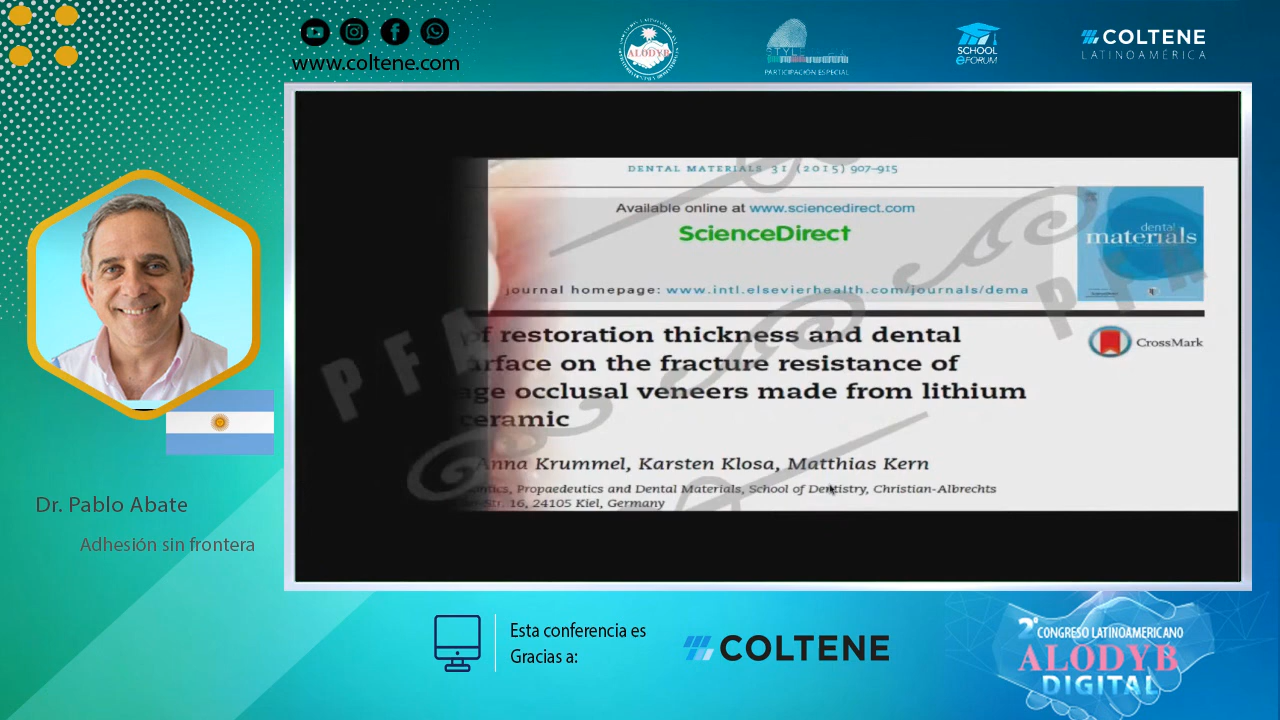 www.coltene.com
ALODYB
STYLE
PARTICIPACIÓN ESPECIAL
SCHOOL
eFORUM
COLTENE
LATINOAMÉRICA
DENTAL MATERIALS 31 (2015) 907–915
Available online at www.sciencedirect.com
ScienceDirect
journal homepage: www.intl.elsevierhealth.com/journals/dema
dental
materials
of restoration thickness and dental
on the fracture resistance of
occlusal veneers made from lithium
ceramic
CrossMark
Anna Krummel, Karsten Klosa, Matthias Kern
Propaedeutics and Dental Materials, School of Dentistry, Christian-Albrechts
16, 24105 Kiel, Germany
PFA
PFA
Dr. Pablo Abate
Adhesión sin frontera
Esta conferencia es
Gracias a:
COLTENE
2° CONGRESO LATINOAMERICANO
ALODYB
DIGITAL